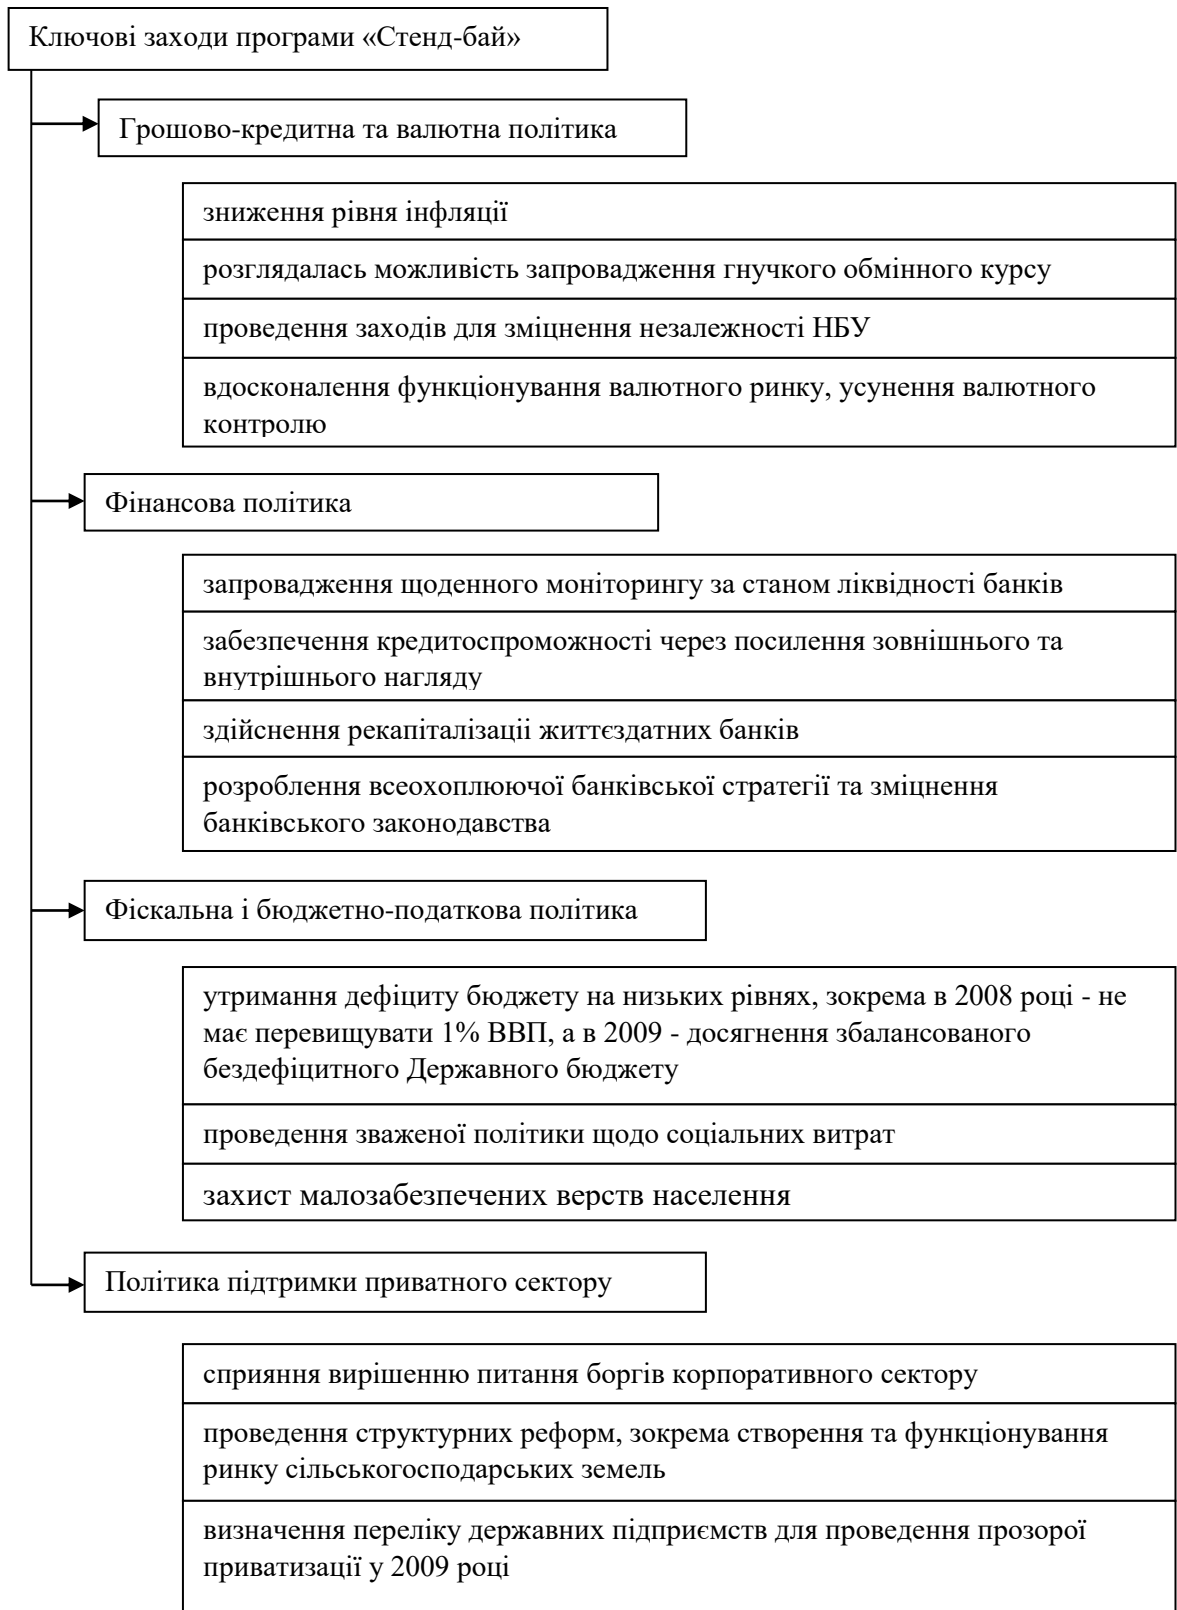 Ключові заходи програми «Стенд-бай»
Грошово-кредитна та валютна політика
зниження рівня інфляції
розглядалась можливість запровадження гнучкого обмінного курсу
проведення заходів для зміцнення незалежності НБУ
вдосконалення функціонування валютного ринку, усунення валютного
контролю
Фінансова політика
запровадження щоденного моніторингу за станом ліквідності банків
забезпечення кредитоспроможності через посилення зовнішнього та
внутрішнього нагляду
здійснення рекапіталізаціі життєздатних банків
розроблення всеохоплюючої банківської стратегії та зміцнення
банківського законодавства
Фіскальна і бюджетно-податкова політика
утримання дефіциту бюджету на низьких рівнях, зокрема в 2008 році - не
має перевищувати 1% ВВП, а в 2009 - досягнення збалансованого
бездефіцитного Державного бюджету
проведення зваженої політики щодо соціальних витрат
захист малозабезпечених верств населення
Політика підтримки приватного сектору
сприяння вирішенню питання боргів корпоративного сектору
проведення структурних реформ, зокрема створення та функціонування
ринку сільськогосподарських земель
визначення переліку державних підприємств для проведення прозорої
приватизації у 2009 році